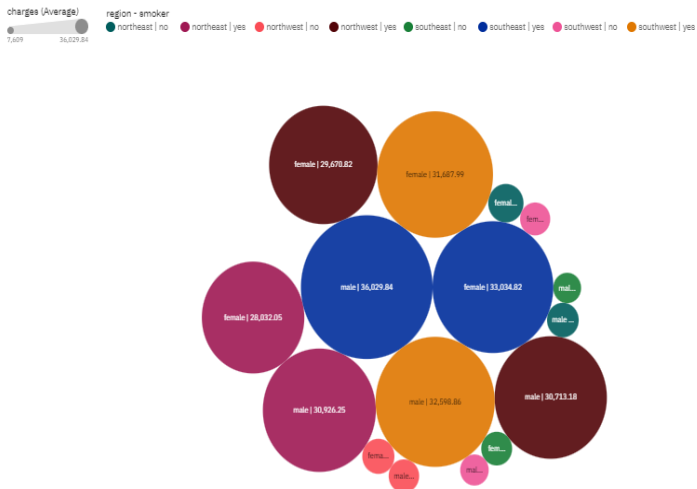 charges (Average)
7,609 36,029.84
region - smoker
northeast | no northeast | yes northwest | no northwest | yes southeast | no southeast | yes southwest | no southwest | yes
female | 29,670.82
female | 31,687.99
femal...
fem...
male | 36,029.84
female | 33,034.82
mal...
male ...
female | 28,032.05
male | 30,926.25
male | 32,598.86
male | 30,713.18
fema...
male...
fem...
mal...